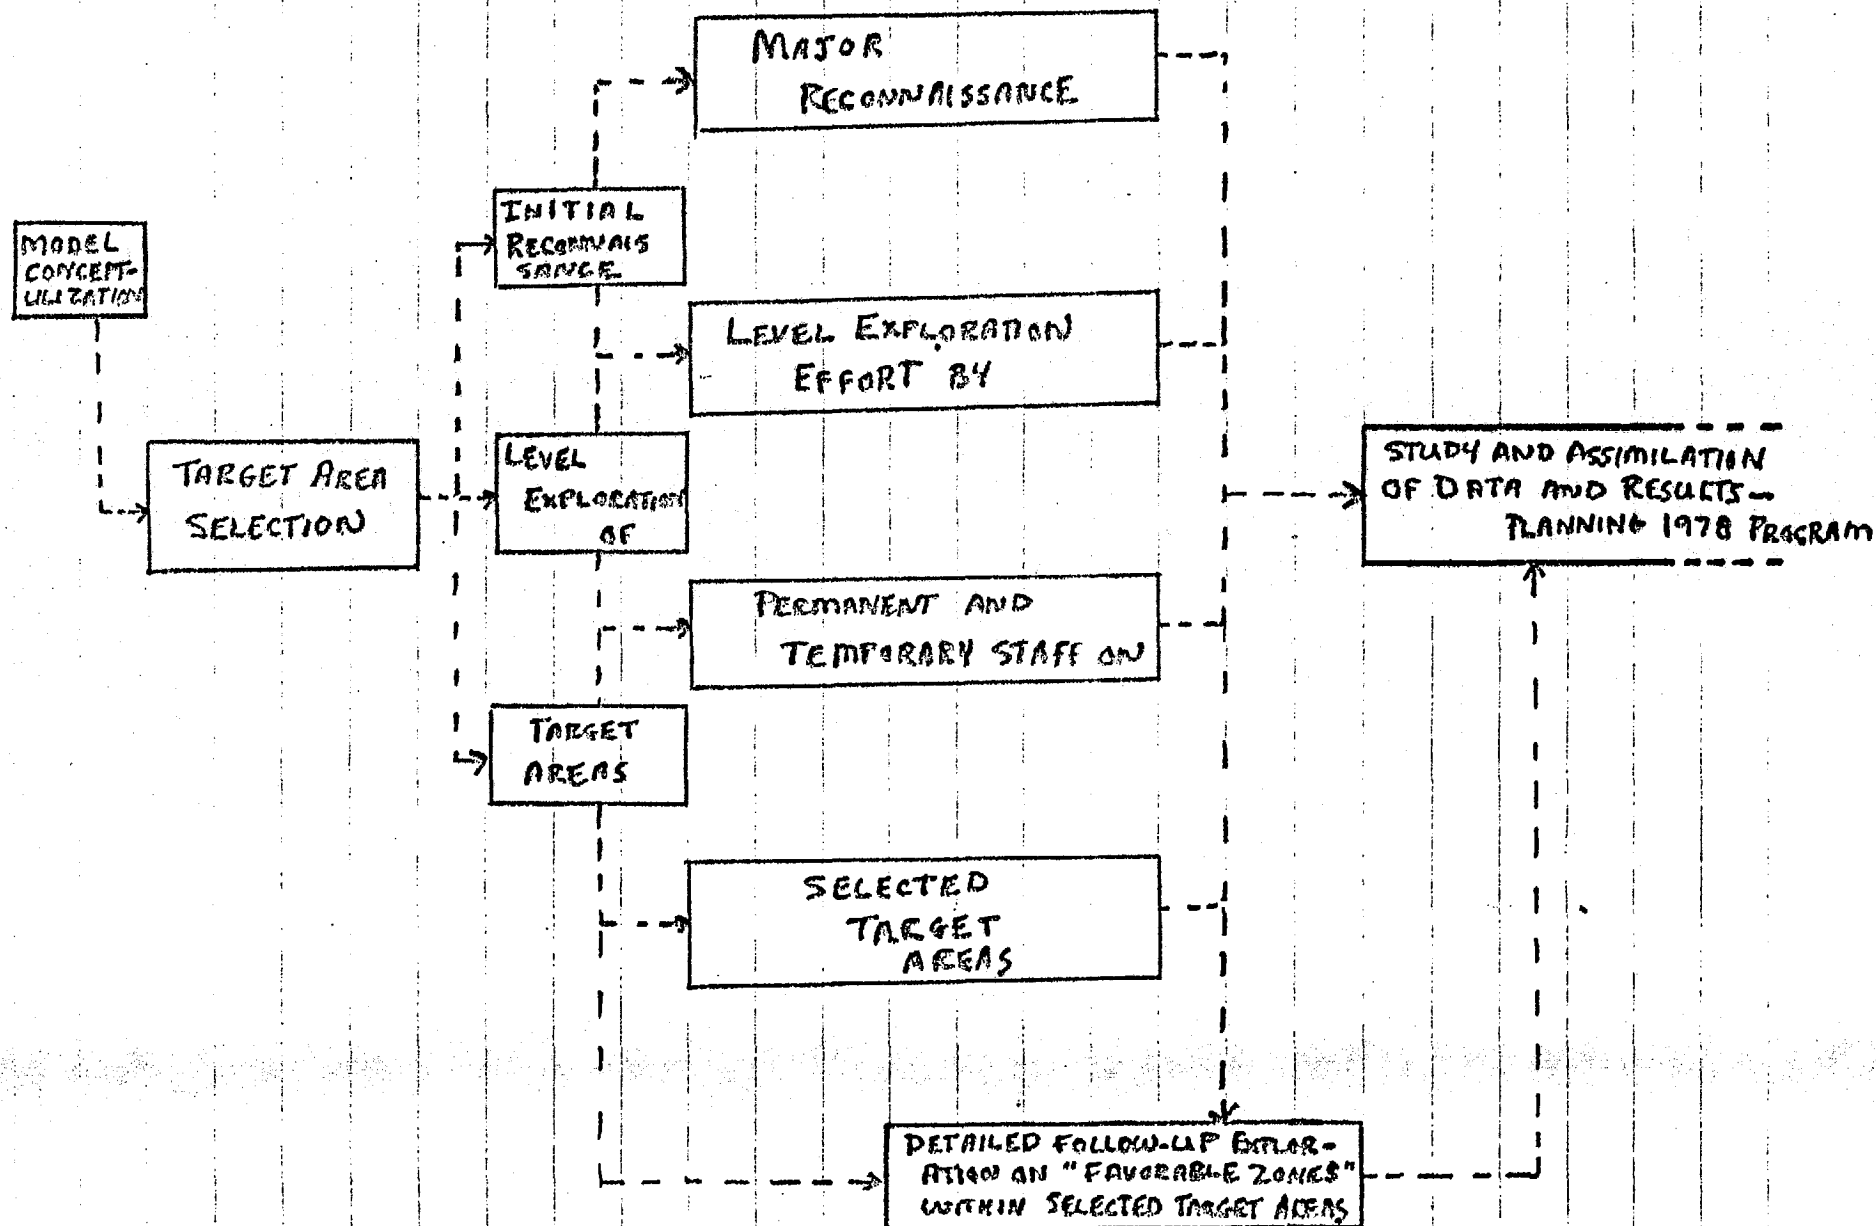 MAJOR
RECONNAISSANCE
INITIAL
RECONNAIS
SANCE
MODEL
CONCEPT-
ULIZATION
LEVEL EXPLORATION
EFFORT BY
TARGET AREA
SELECTION
LEVEL
EXPLORATION
OF
STUDY AND ASSIMILATION
OF DATA AND RESULTS-
PLANNING 1978 PROGRAM
PERMANENT AND
TEMPORARY STAFF ON
TARGET
AREAS
SELECTED
TARGET
AREAS
DETAILED FOLLOW-UP EXPLOR-
ATION ON "FAVORABLE ZONES"
WITHIN SELECTED TARGET AREAS